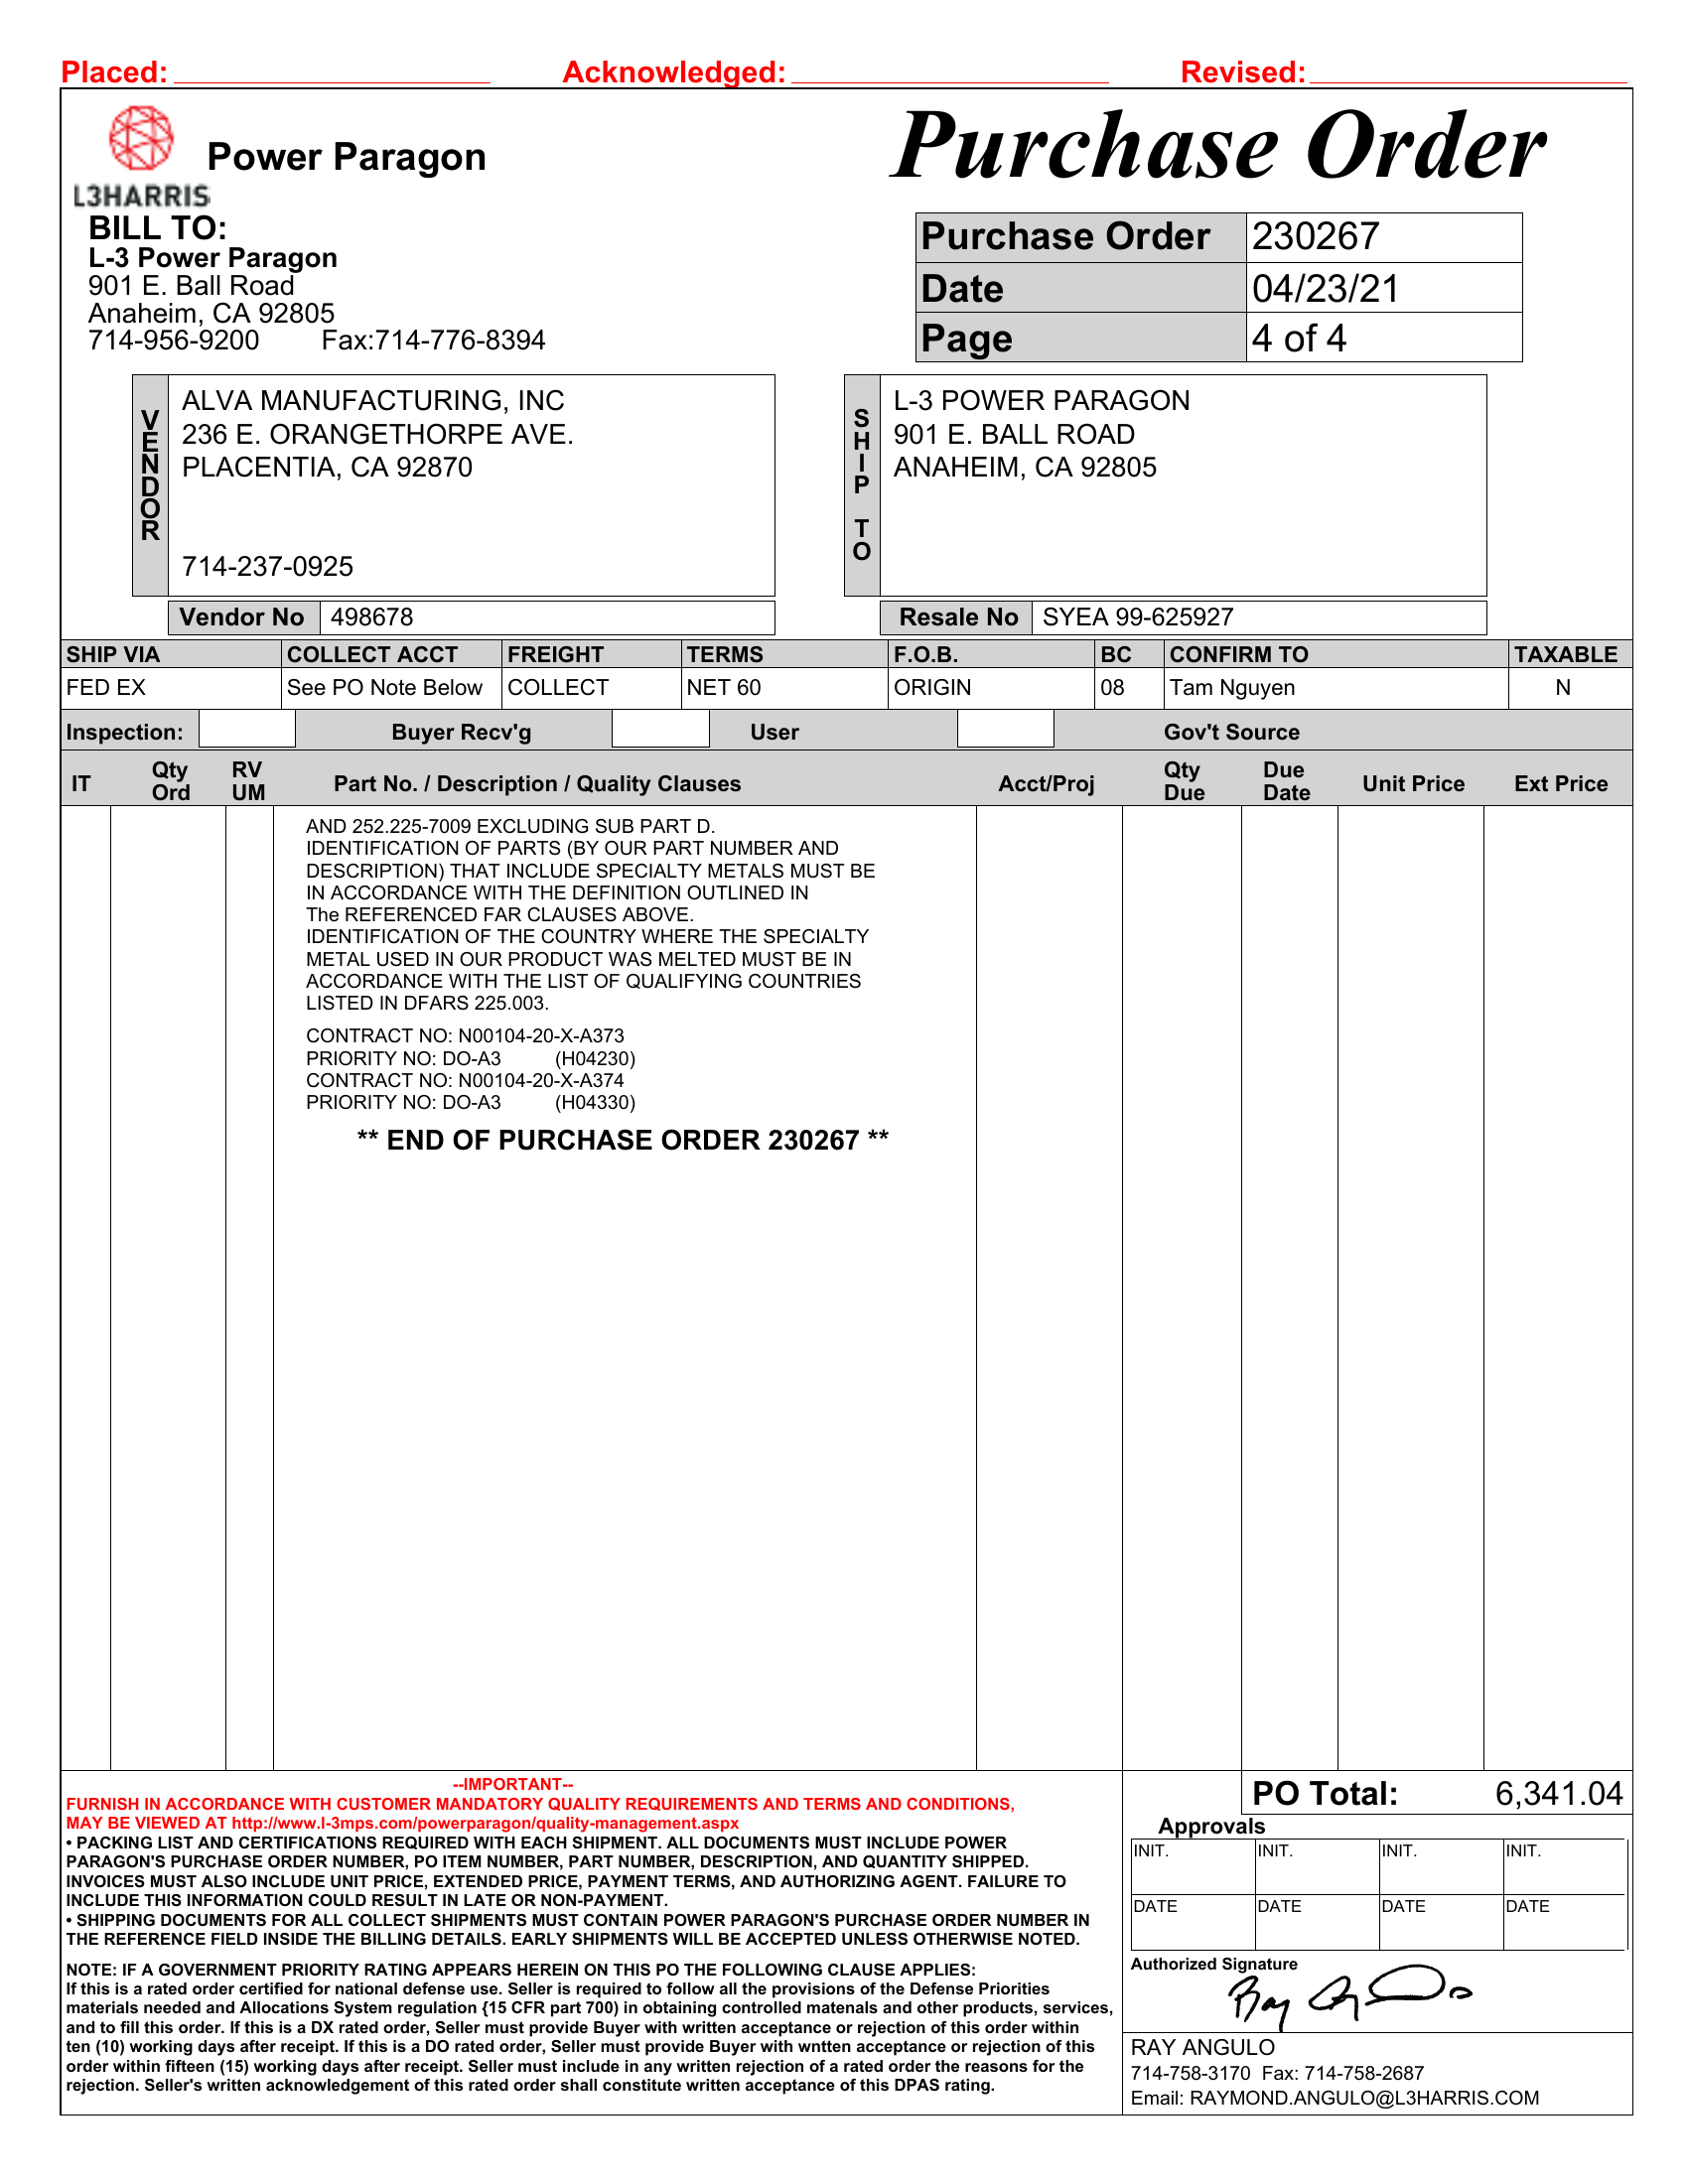 Placed: Acknowledged: Revised:
L3HARRIS
Power Paragon
Purchase Order
BILL TO:
L-3 Power Paragon
901 E. Ball Road
Anaheim, CA 92805
714-956-9200 Fax:714-776-8394
Purchase Order 230267
Date 04/23/21
Page 4 of 4
VENDOR
ALVA MANUFACTURING, INC
236 E. ORANGETHORPE AVE.
PLACENTIA, CA 92870
714-237-0925
SHIP TO
L-3 POWER PARAGON
901 E. BALL ROAD
ANAHEIM, CA 92805
Vendor No 498678
Resale No SYEA 99-625927
SHIP VIA COLLECT ACCT FREIGHT TERMS F.O.B. BC CONFIRM TO TAXABLE
FED EX See PO Note Below COLLECT NET 60 ORIGIN 08 Tam Nguyen N
Inspection: Buyer Recv'g User Gov't Source
IT Qty Ord RV UM Part No. / Description / Quality Clauses Acct/Proj Qty Due Due Date Unit Price Ext Price
AND 252.225-7009 EXCLUDING SUB PART D.
IDENTIFICATION OF PARTS (BY OUR PART NUMBER AND
DESCRIPTION) THAT INCLUDE SPECIALTY METALS MUST BE
IN ACCORDANCE WITH THE DEFINITION OUTLINED IN
The REFERENCED FAR CLAUSES ABOVE.
IDENTIFICATION OF THE COUNTRY WHERE THE SPECIALTY
METAL USED IN OUR PRODUCT WAS MELTED MUST BE IN
ACCORDANCE WITH THE LIST OF QUALIFYING COUNTRIES
LISTED IN DFARS 225.003.
CONTRACT NO: N00104-20-X-A373
PRIORITY NO: DO-A3 (H04230)
CONTRACT NO: N00104-20-X-A374
PRIORITY NO: DO-A3 (H04330)
** END OF PURCHASE ORDER 230267 **
--IMPORTANT--
FURNISH IN ACCORDANCE WITH CUSTOMER MANDATORY QUALITY REQUIREMENTS AND TERMS AND CONDITIONS,
MAY BE VIEWED AT http://www.l-3mps.com/powerparagon/quality-management.aspx
• PACKING LIST AND CERTIFICATIONS REQUIRED WITH EACH SHIPMENT. ALL DOCUMENTS MUST INCLUDE POWER
PARAGON'S PURCHASE ORDER NUMBER, PO ITEM NUMBER, PART NUMBER, DESCRIPTION, AND QUANTITY SHIPPED.
INVOICES MUST ALSO INCLUDE UNIT PRICE, EXTENDED PRICE, PAYMENT TERMS, AND AUTHORIZING AGENT. FAILURE TO
INCLUDE THIS INFORMATION COULD RESULT IN LATE OR NON-PAYMENT.
• SHIPPING DOCUMENTS FOR ALL COLLECT SHIPMENTS MUST CONTAIN POWER PARAGON'S PURCHASE ORDER NUMBER IN
THE REFERENCE FIELD INSIDE THE BILLING DETAILS. EARLY SHIPMENTS WILL BE ACCEPTED UNLESS OTHERWISE NOTED.
NOTE: IF A GOVERNMENT PRIORITY RATING APPEARS HEREIN ON THIS PO THE FOLLOWING CLAUSE APPLIES:
If this is a rated order certified for national defense use. Seller is required to follow all the provisions of the Defense Priorities
materials needed and Allocations System regulation {15 CFR part 700) in obtaining controlled matenals and other products, services,
and to fill this order. If this is a DX rated order, Seller must provide Buyer with written acceptance or rejection of this order within
ten (10) working days after receipt. If this is a DO rated order, Seller must provide Buyer with wntten acceptance or rejection of this
order within fifteen (15) working days after receipt. Seller must include in any written rejection of a rated order the reasons for the
rejection. Seller's written acknowledgement of this rated order shall constitute written acceptance of this DPAS rating.
PO Total: 6,341.04
Approvals
INIT. INIT. INIT. INIT.
DATE DATE DATE DATE
Authorized Signature
Ray Angulo
RAY ANGULO
714-758-3170 Fax: 714-758-2687
Email: RAYMOND.ANGULO@L3HARRIS.COM